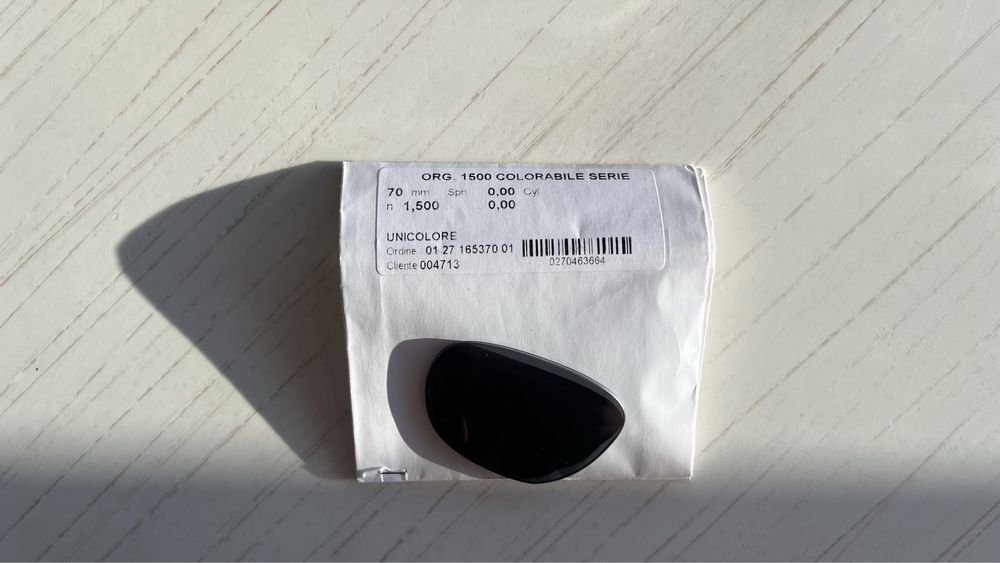 ORG. 1500 COLORABILE SERIE
70 mm Sph 0,00 Cyl
n 1,500 0,00
UNICOLORE
Ordine 01 27 165370 01
0270463664
Cliente 004713